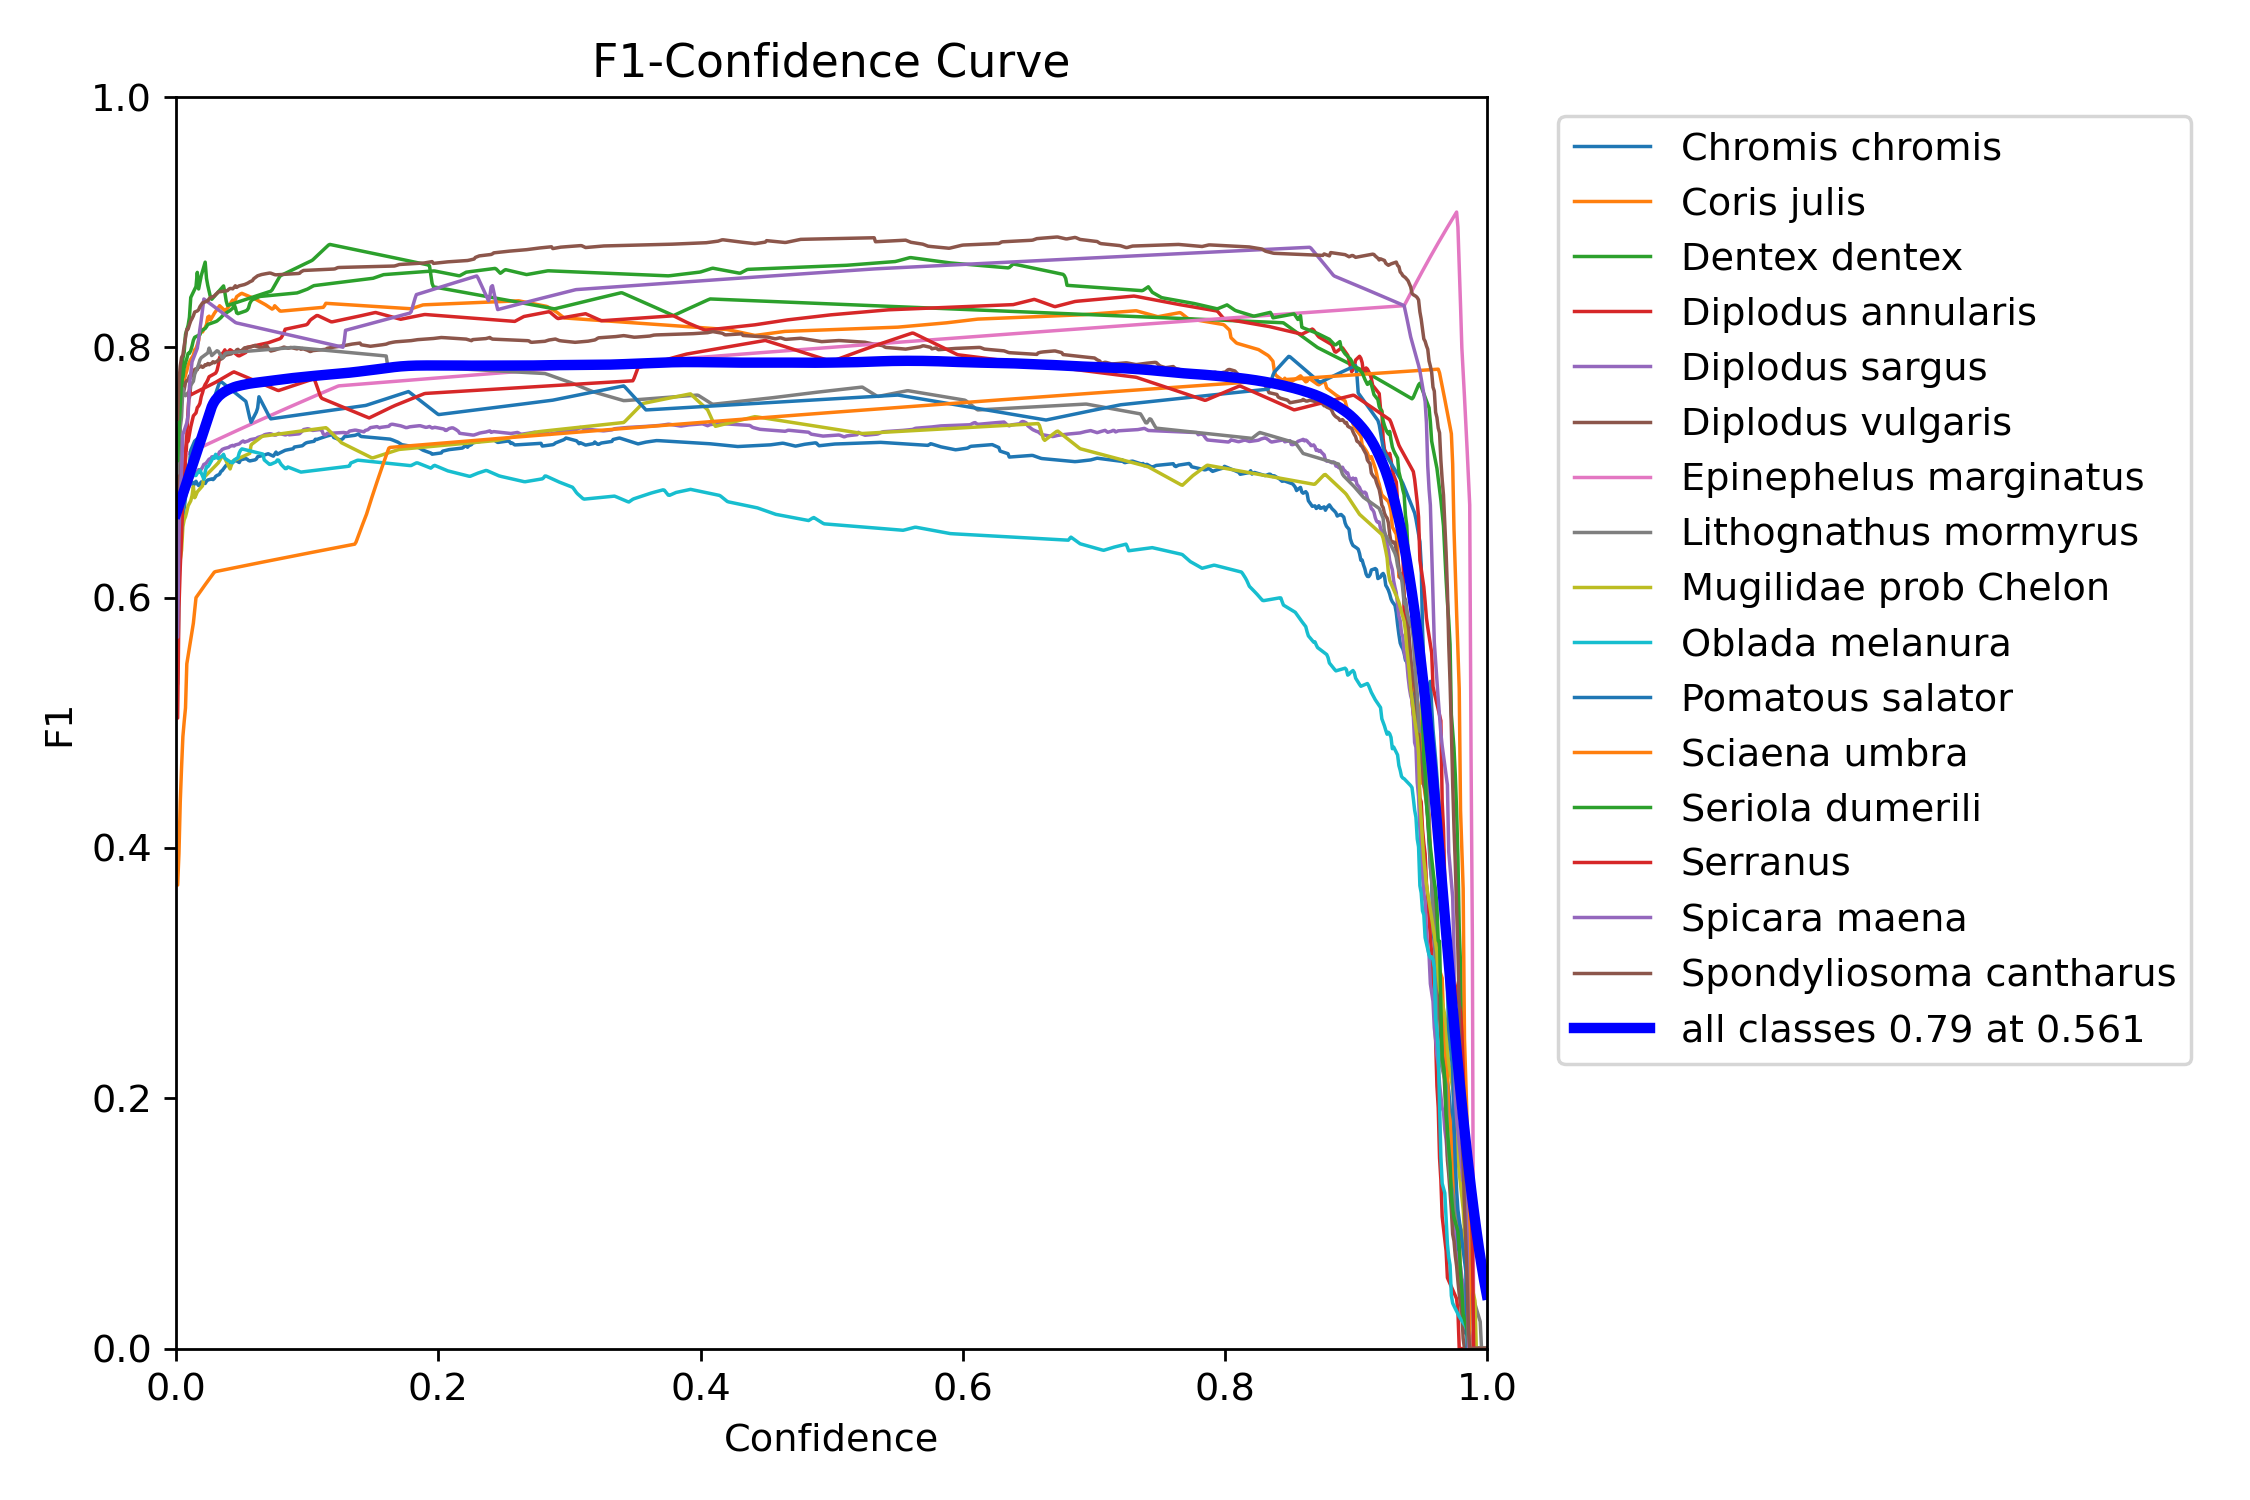 F1-Confidence Curve
1.0
0.8
0.6
0.4
0.2
0.0
F1
0.0 0.2 0.4 0.6 0.8 1.0
Confidence
Chromis chromis
Coris julis
Dentex dentex
Diplodus annularis
Diplodus sargus
Diplodus vulgaris
Epinephelus marginatus
Lithognathus mormyrus
Mugilidae prob Chelon
Oblada melanura
Pomatous salator
Sciaena umbra
Seriola dumerili
Serranus
Spicara maena
Spondyliosoma cantharus
all classes 0.79 at 0.561